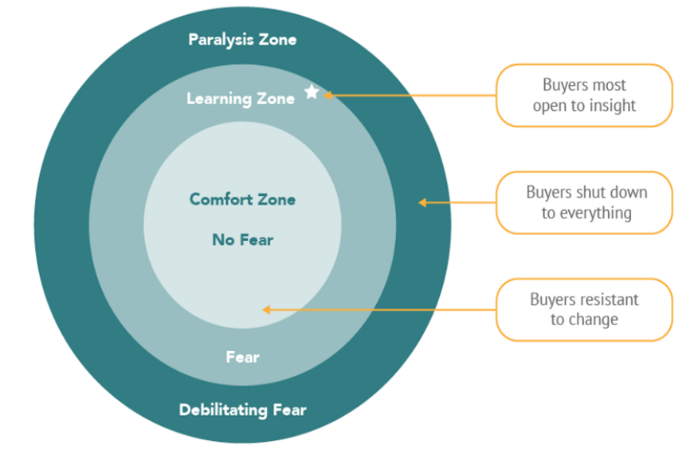 Paralysis Zone
Learning Zone
Comfort Zone
No Fear
Fear
Debilitating Fear
Buyers most
open to insight
Buyers shut down
to everything
Buyers resistant
to change